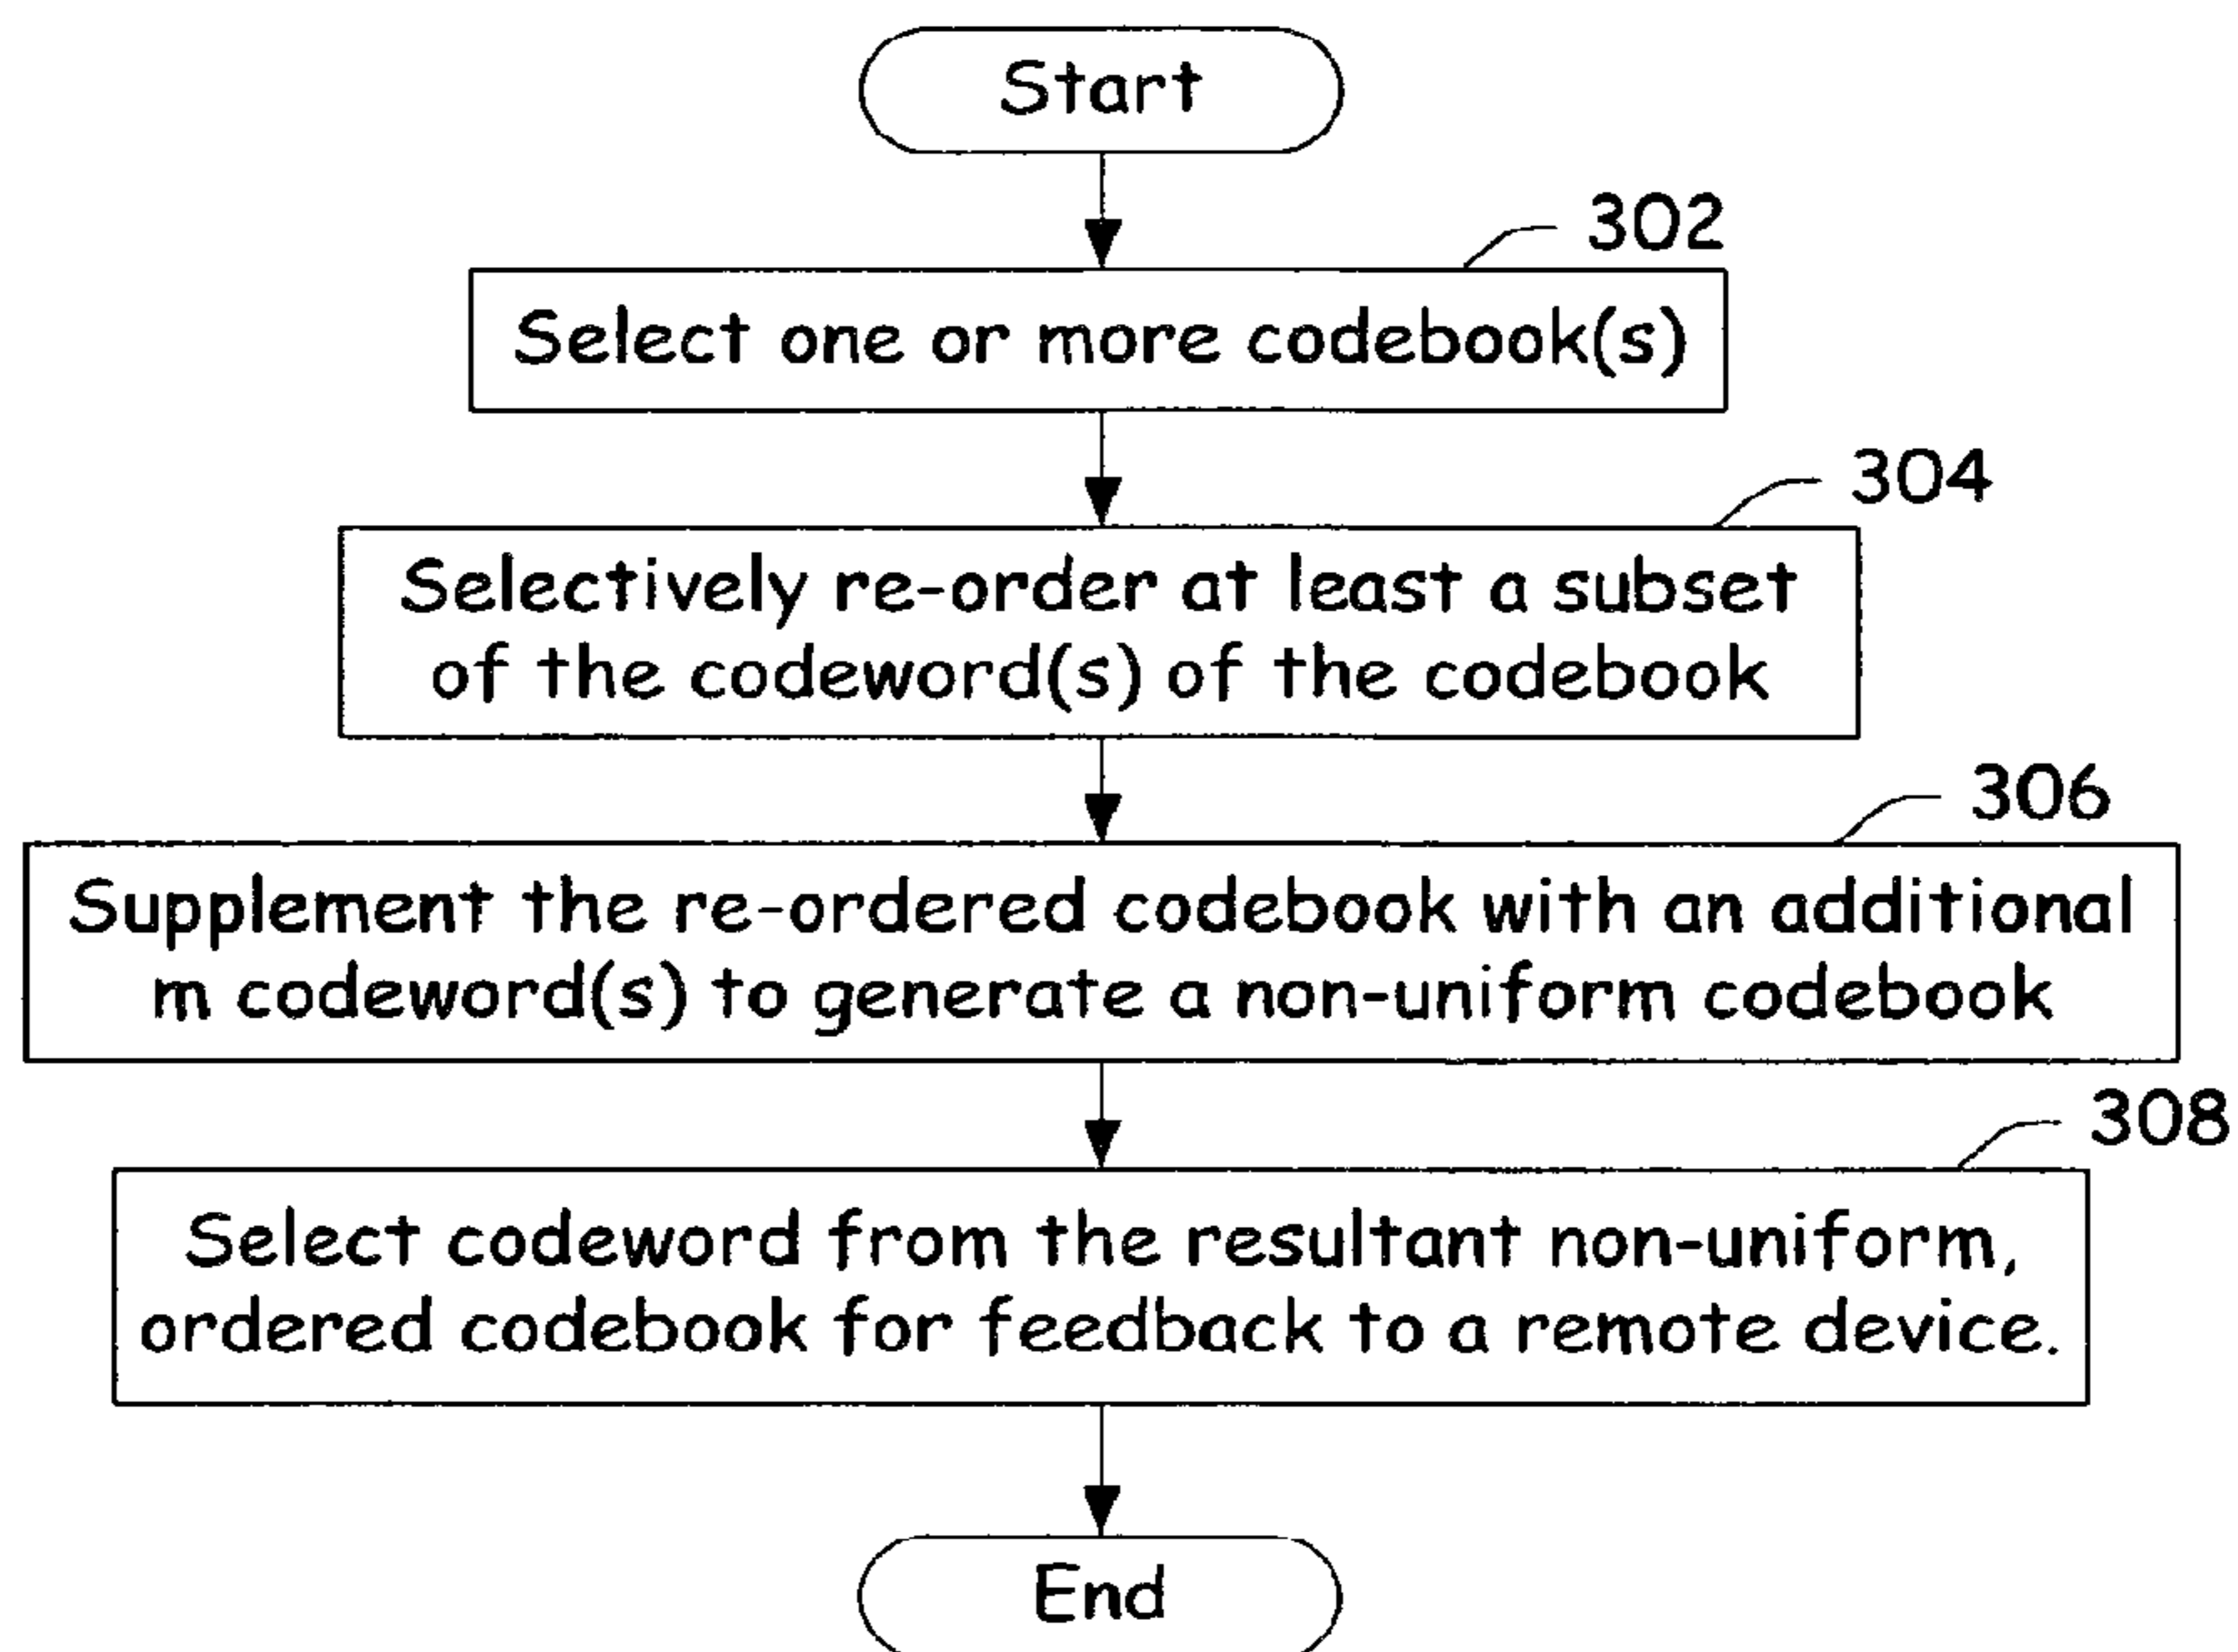 Start
302
Select one or more codebook(s)
304
Selectively re-order at least a subset
of the codeword(s) of the codebook
306
Supplement the re-ordered codebook with an additional
m codeword(s) to generate a non-uniform codebook
308
Select codeword from the resultant non-uniform,
ordered codebook for feedback to a remote device.
End